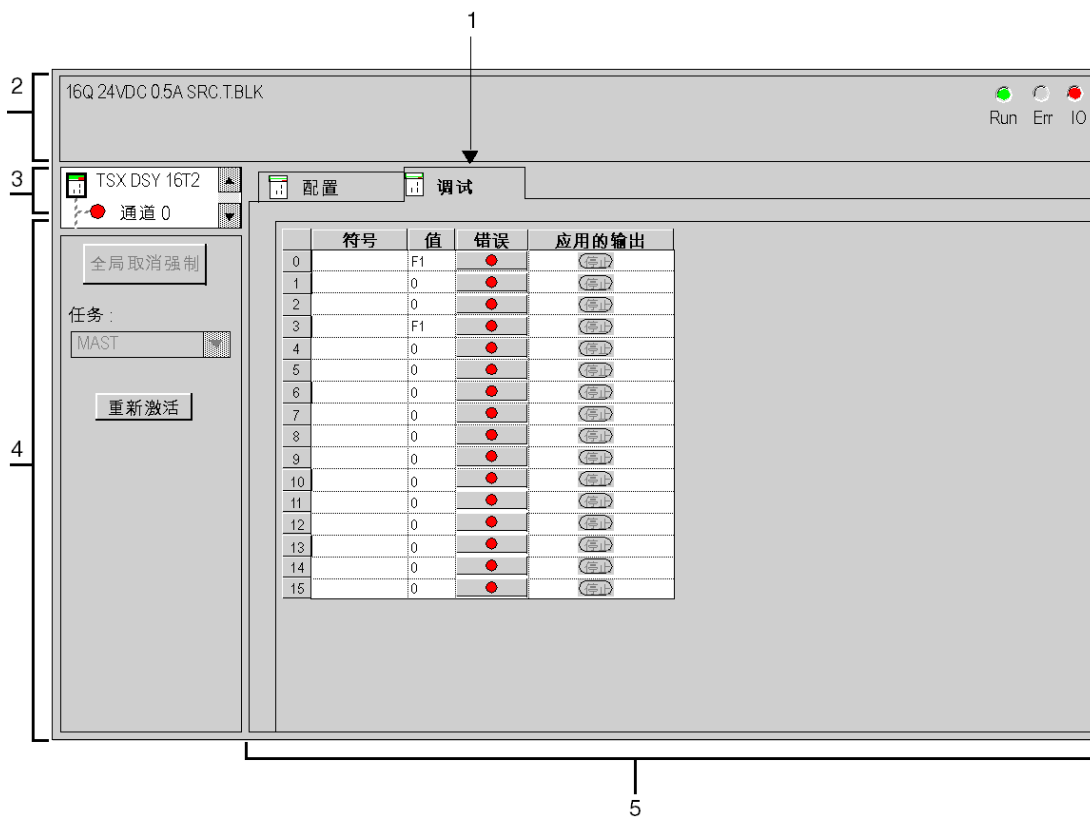 1
2
16Q 24VDC 0.5A SRC.T.BLK
Run Err IO
3
TSX DSY 16T2
通道 0
配置
调试
4
全局取消强制
任务 :
MAST
重新激活
符号 值 错误 应用的输出
0 F1 停止
1 0 停止
2 0 停止
3 F1 停止
4 0 停止
5 0 停止
6 0 停止
7 0 停止
8 0 停止
9 0 停止
10 0 停止
11 0 停止
12 0 停止
13 0 停止
14 0 停止
15 0 停止
5